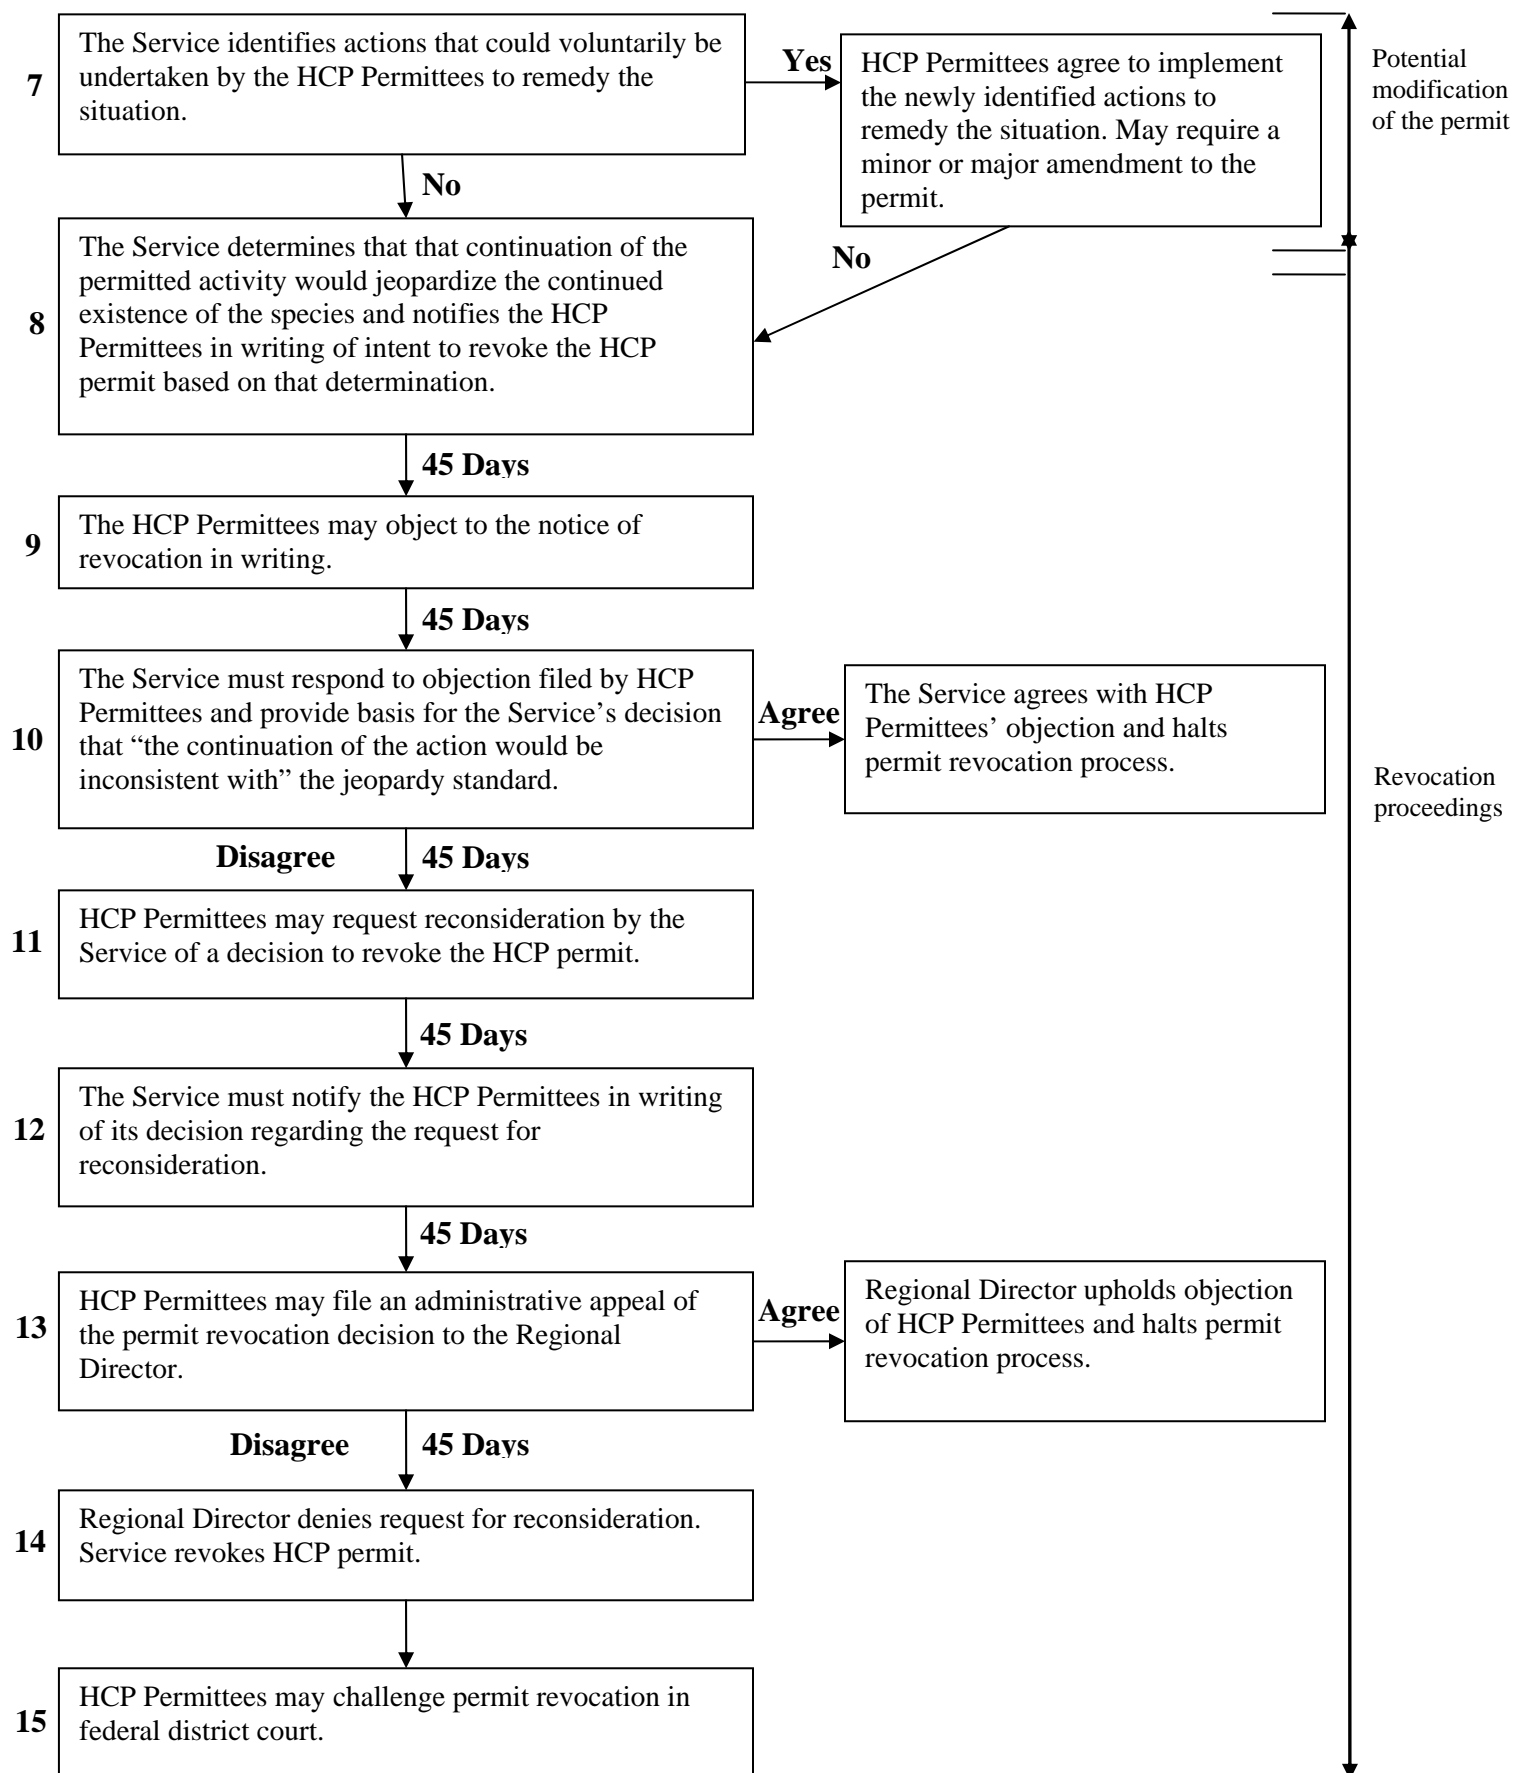 The Service identifies actions that could voluntarily be
undertaken by the HCP Permittees to remedy the
situation.
7
Yes
HCP Permittees agree to implement
the newly identified actions to
remedy the situation. May require a
minor or major amendment to the
permit.
Potential
modification
of the permit
No
No
The Service determines that that continuation of the
permitted activity would jeopardize the continued
existence of the species and notifies the HCP
Permittees in writing of intent to revoke the HCP
permit based on that determination.
8
45 Days
The HCP Permittees may object to the notice of
revocation in writing.
9
45 Days
The Service must respond to objection filed by HCP
Permittees and provide basis for the Service’s decision
that “the continuation of the action would be
inconsistent with” the jeopardy standard.
10
Agree
The Service agrees with HCP
Permittees’ objection and halts
permit revocation process.
Revocation
proceedings
Disagree
45 Days
HCP Permittees may request reconsideration by the
Service of a decision to revoke the HCP permit.
11
45 Days
The Service must notify the HCP Permittees in writing
of its decision regarding the request for
reconsideration.
12
45 Days
HCP Permittees may file an administrative appeal of
the permit revocation decision to the Regional
Director.
13
Agree
Regional Director upholds objection
of HCP Permittees and halts permit
revocation process.
Disagree
45 Days
Regional Director denies request for reconsideration.
Service revokes HCP permit.
14
HCP Permittees may challenge permit revocation in
federal district court.
15